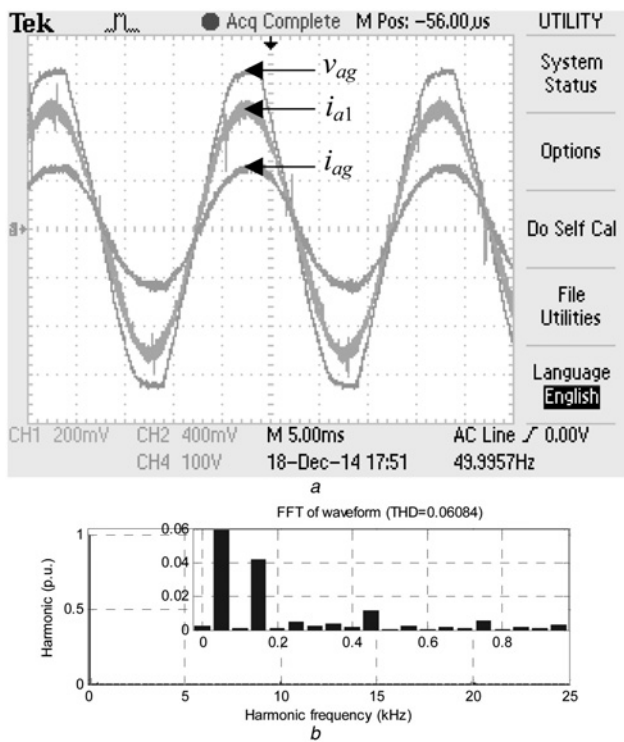 Tek Acq Complete M Pos: -56.00µs UTILITY
System
Status
v_ag
i_a1
i_ag
Options
Do Self Cal
File
Utilities
Language
English
CH1 200mV CH2 400mV M 5.00ms AC Line 0.00V
CH4 100V 18-Dec-14 17:51 49.9957Hz
a
FFT of waveform (THD=0.06084)
Harmonic (p.u.)
1
0.5
0
0.06
0.04
0.02
0
0 0.2 0.4 0.6 0.8
0 5 10 15 20 25
Harmonic frequency (kHz)
b